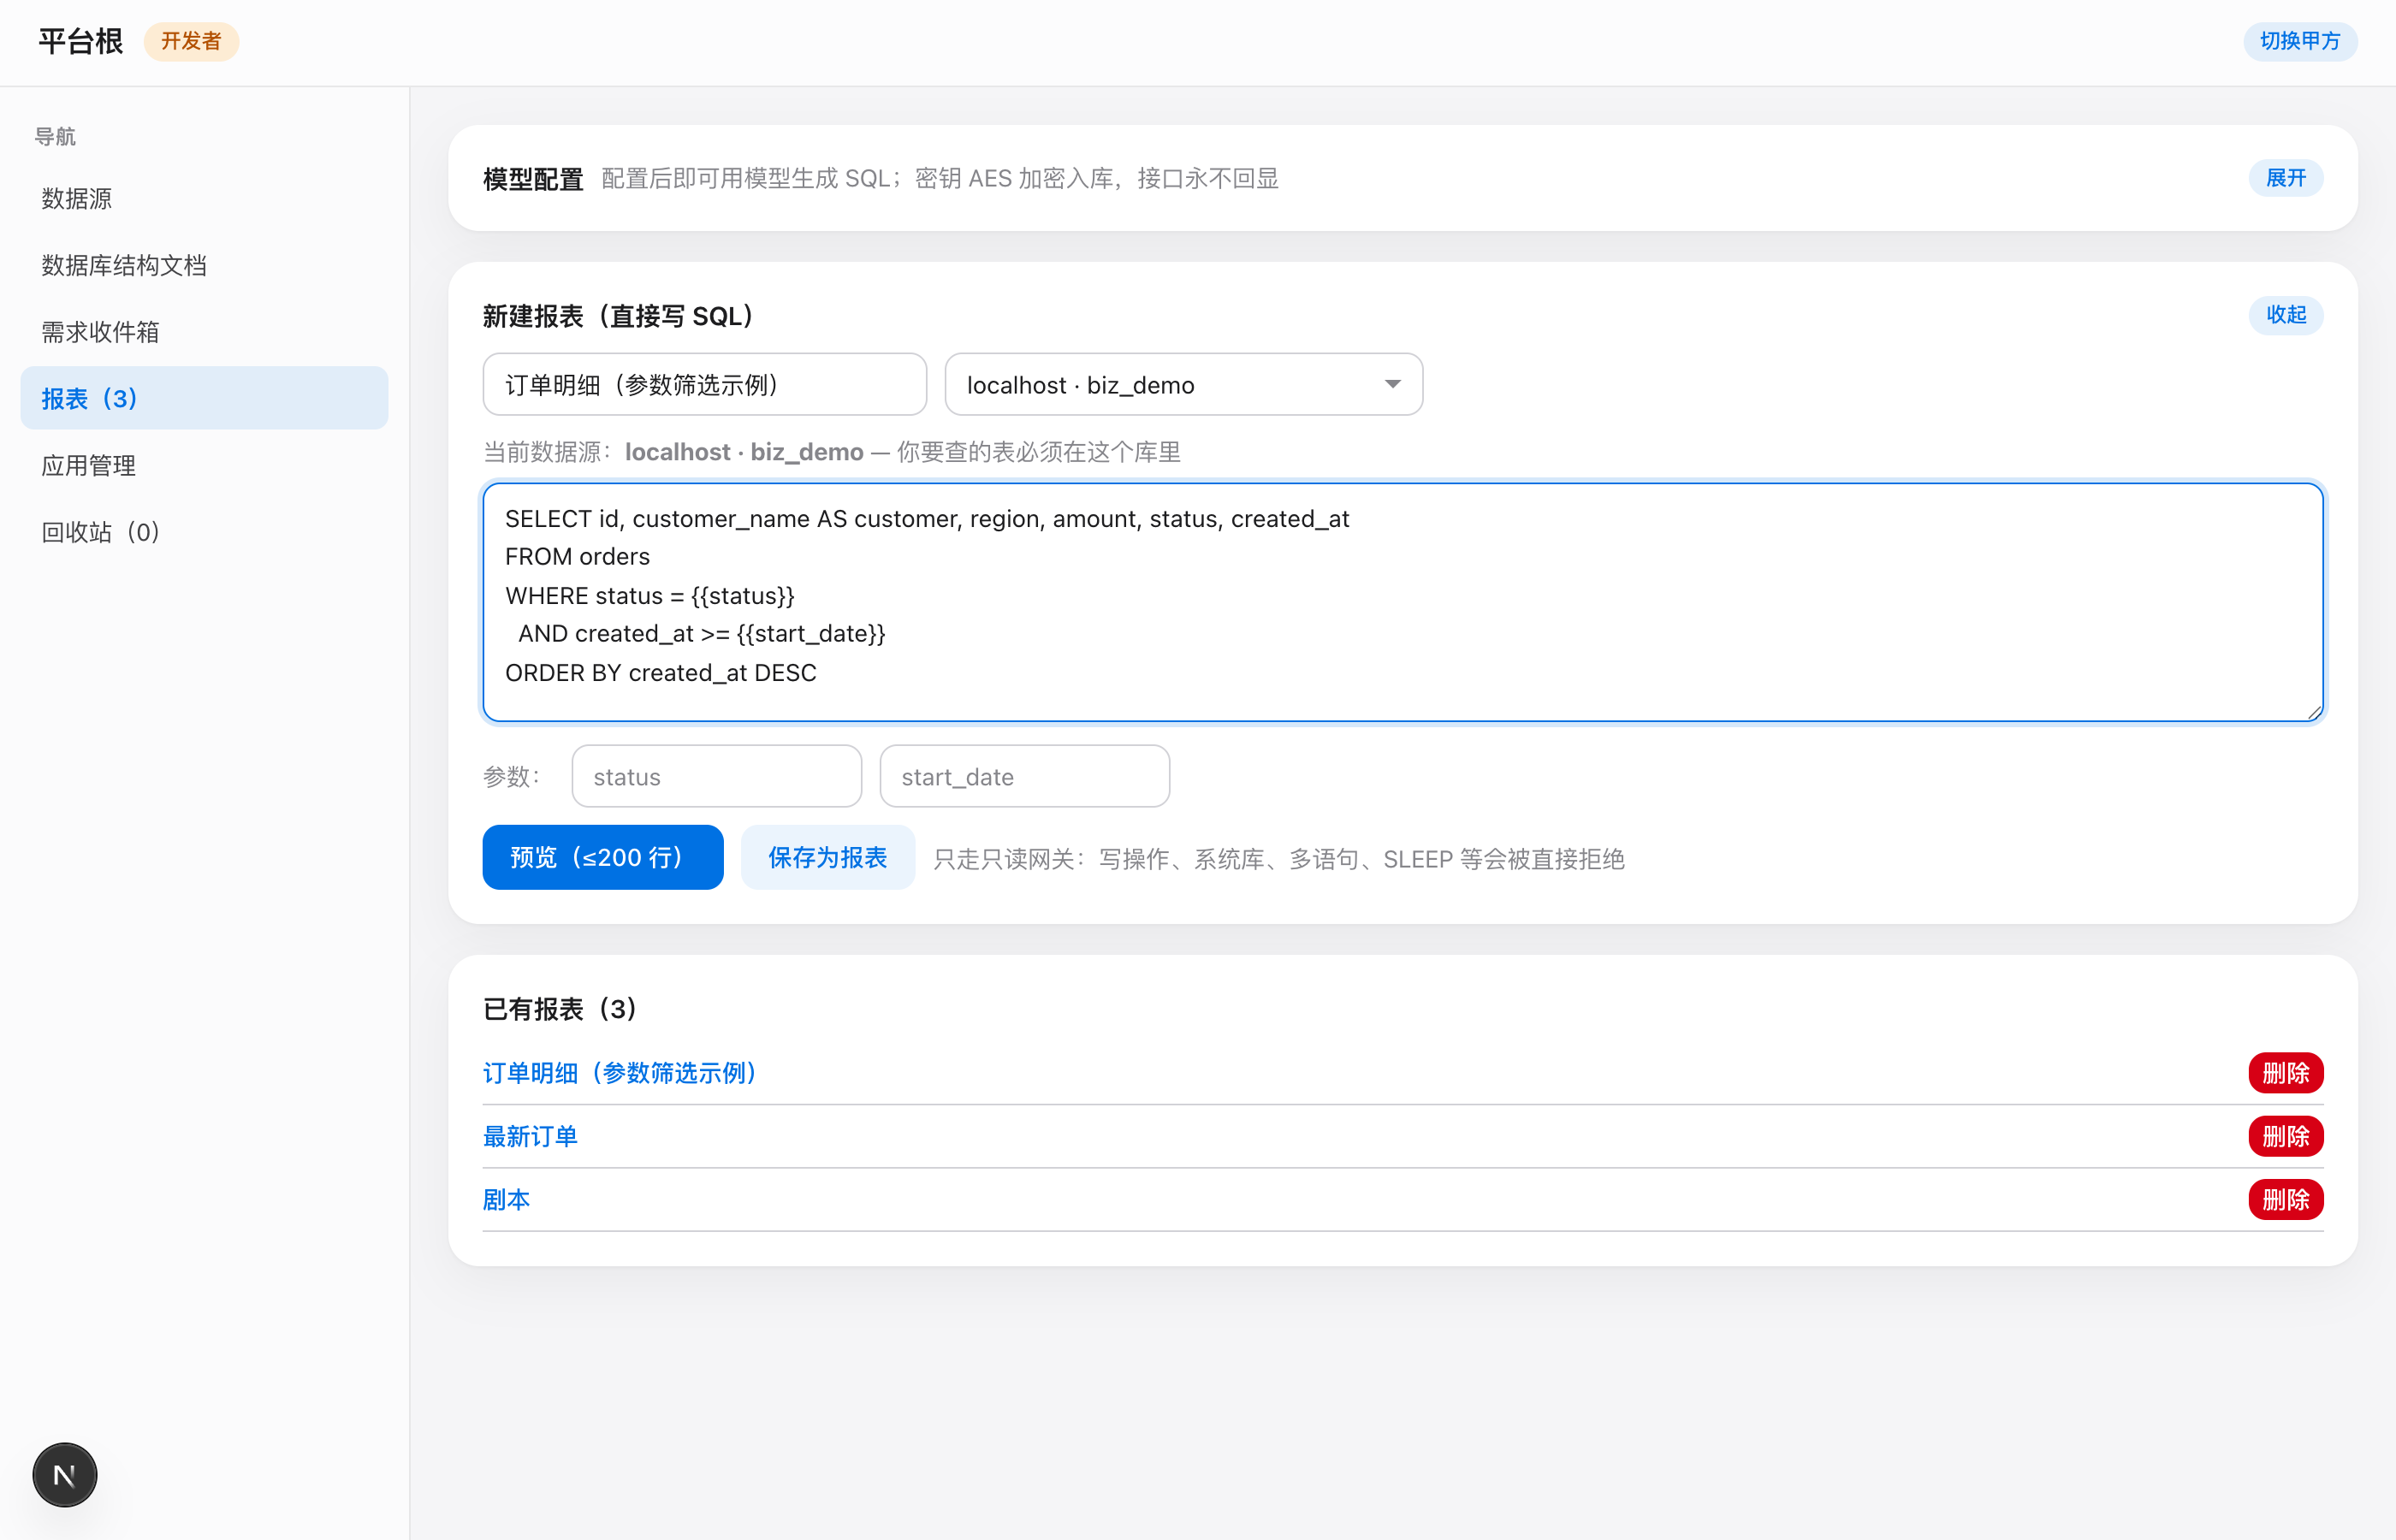 平台根 开发者 切换甲方
导航
数据源
数据库结构文档
需求收件箱
报表（3）
应用管理
回收站（0）
模型配置 配置后即可用模型生成 SQL；密钥 AES 加密入库，接口永不回显 展开
新建报表（直接写 SQL） 收起
订单明细（参数筛选示例） localhost · biz_demo
当前数据源：localhost · biz_demo — 你要查的表必须在这个库里
SELECT id, customer_name AS customer, region, amount, status, created_at
FROM orders
WHERE status = {{status}}
  AND created_at >= {{start_date}}
ORDER BY created_at DESC
参数： status start_date
预览（≤200 行） 保存为报表 只走只读网关：写操作、系统库、多语句、SLEEP 等会被直接拒绝
已有报表（3）
订单明细（参数筛选示例） 删除
最新订单 删除
剧本 删除
N